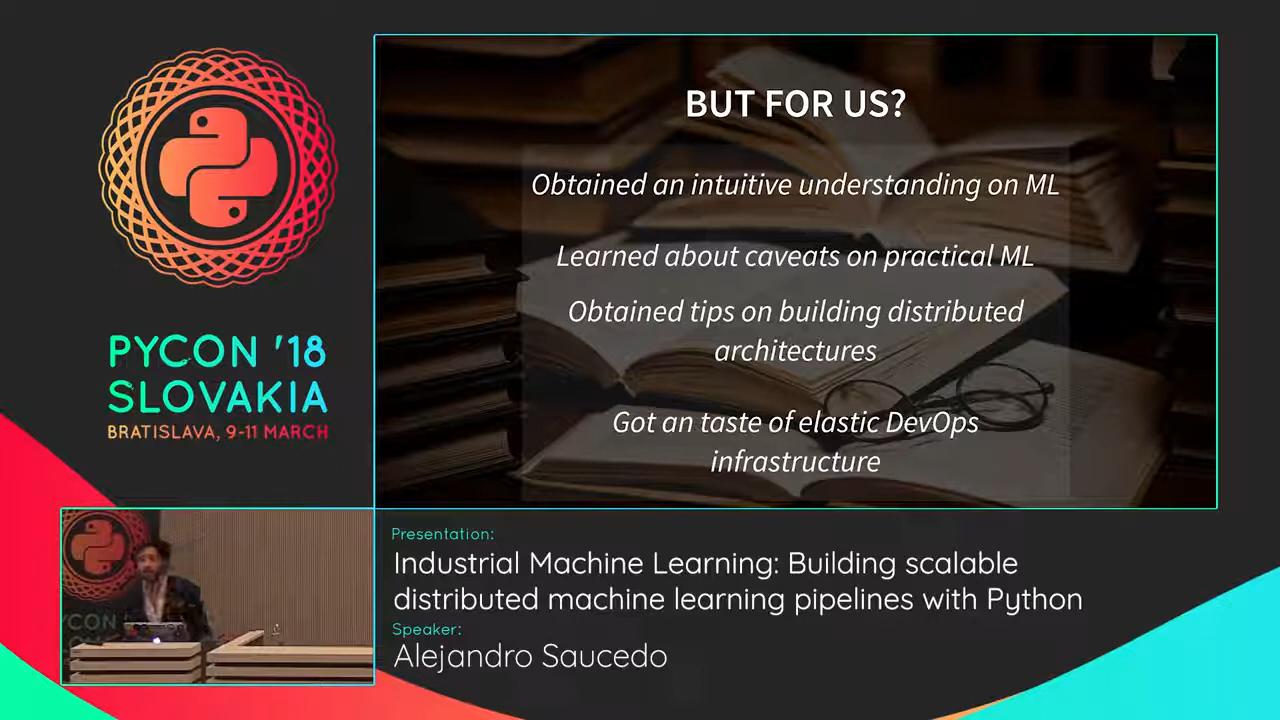 PYCON '18
SLOVAKIA
BRATISLAVA, 9-11 MARCH
BUT FOR US?
Obtained an intuitive understanding on ML
Learned about caveats on practical ML
Obtained tips on building distributed
architectures
Got an taste of elastic DevOps
infrastructure
Presentation:
Industrial Machine Learning: Building scalable
distributed machine learning pipelines with Python
Speaker:
Alejandro Saucedo